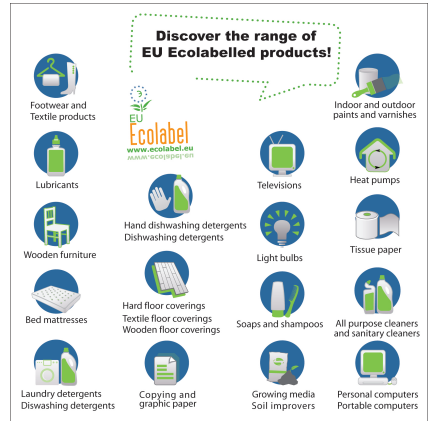 Discover the range of
EU Ecolabelled products!
Footwear and
Textile products
EU
Ecolabel
www.ecolabel.eu
www.ecolabel.eu
Indoor and outdoor
paints and varnishes
Lubricants
Hand dishwashing detergents
Dishwashing detergents
Televisions
Heat pumps
Wooden furniture
Light bulbs
Tissue paper
Bed mattresses
Hard floor coverings
Textile floor coverings
Wooden floor coverings
Soaps and shampoos
All purpose cleaners
and sanitary cleaners
Laundry detergents
Diswashing detergents
Copying and
graphic paper
Growing media
Soil improvers
Personal computers
Portable computers